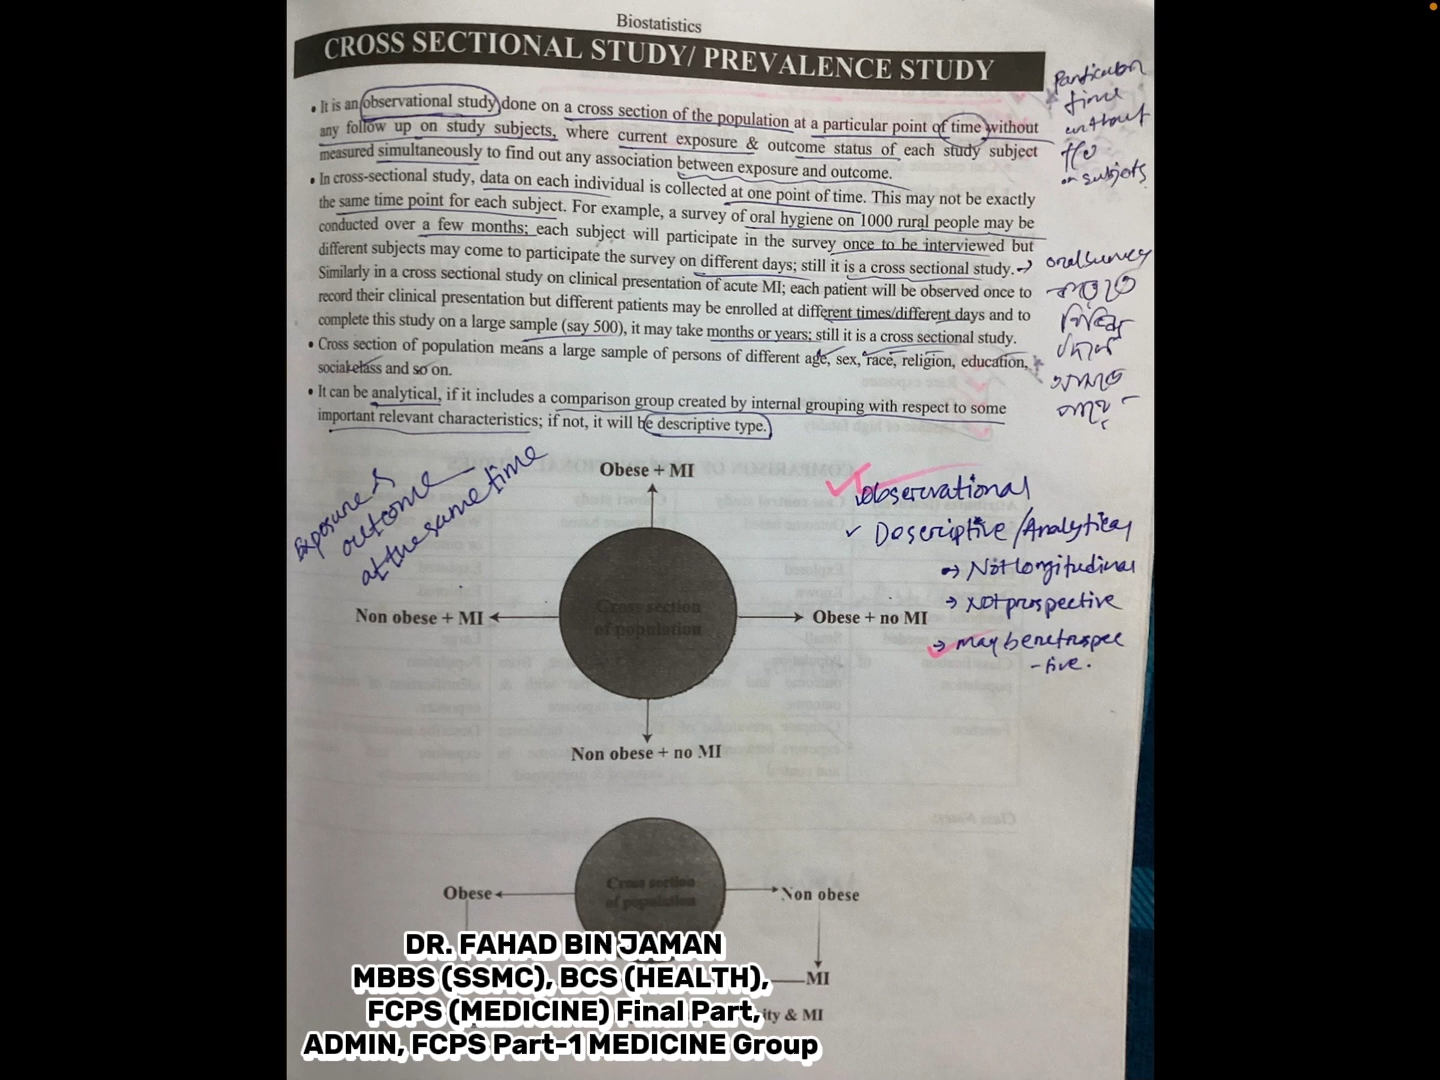 Biostatistics
CROSS SECTIONAL STUDY/ PREVALENCE STUDY
• It is an observational study done on a cross section of the population at a particular point of time without
any follow up on study subjects, where current exposure & outcome status of each study subject
measured simultaneously to find out any association between exposure and outcome.
• In cross-sectional study, data on each individual is collected at one point of time. This may not be exactly
the same time point for each subject. For example, a survey of oral hygiene on 1000 rural people may be
conducted over a few months; each subject will participate in the survey once to be interviewed but
different subjects may come to participate the survey on different days; still it is a cross sectional study.
Similarly in a cross sectional study on clinical presentation of acute MI; each patient will be observed once to
record their clinical presentation but different patients may be enrolled at different times/different days and to
complete this study on a large sample (say 500), it may take months or years; still it is a cross sectional study.
• Cross section of population means a large sample of persons of different age, sex, race, religion, education,
social class and so on.
• It can be analytical, if it includes a comparison group created by internal grouping with respect to some
important relevant characteristics; if not, it will be descriptive type.
Particular
time
without
on subjects
→ oral survey
Exposure &
outcome
at the same time
Observational
✓ Descriptive/Analytical
→ Not longitudinal
→ Not prospective
→ may be retrospec
-tive.
Obese + MI
Cross section
of population
Non obese + MI
Obese + no MI
Non obese + no MI
Cross section
of population
Obese
Non obese
MI
ity & MI
DR. FAHAD BIN JAMAN
MBBS (SSMC), BCS (HEALTH),
FCPS (MEDICINE) Final Part,
ADMIN, FCPS Part-1 MEDICINE Group